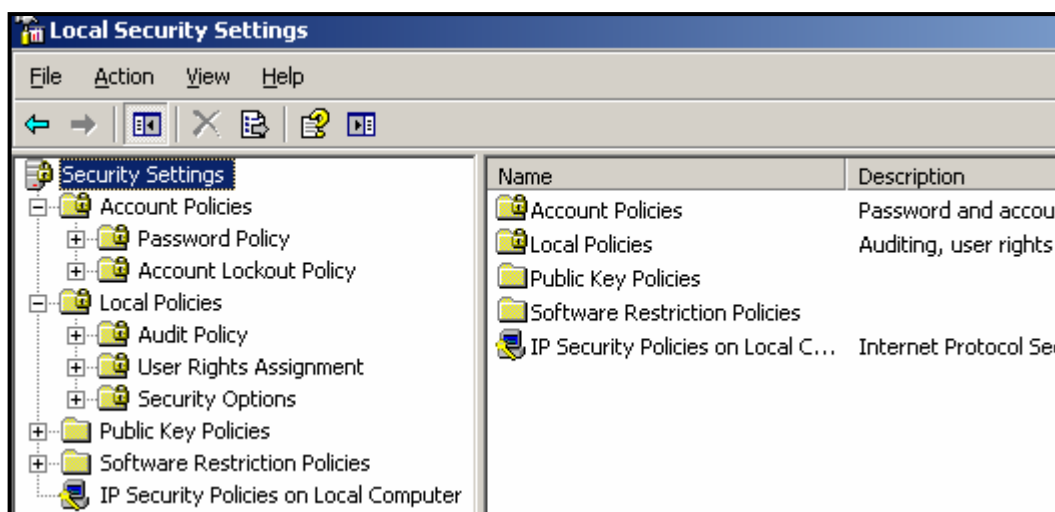 Local Security Settings
File Action View Help
Security Settings
Account Policies
Password Policy
Account Lockout Policy
Local Policies
Audit Policy
User Rights Assignment
Security Options
Public Key Policies
Software Restriction Policies
IP Security Policies on Local Computer
Name Description
Account Policies Password and accou
Local Policies Auditing, user rights
Public Key Policies
Software Restriction Policies
IP Security Policies on Local C... Internet Protocol Se